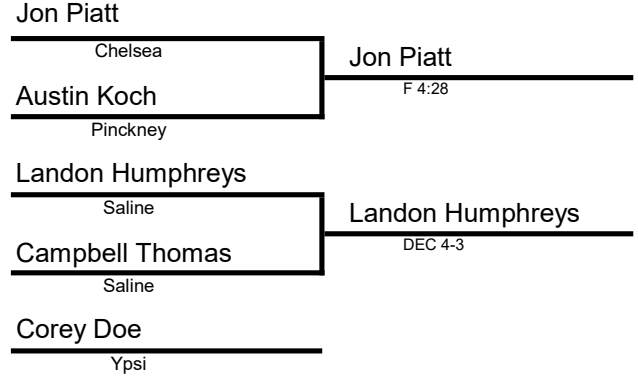 Jon Piatt
Chelsea
Jon Piatt
F 4:28
Austin Koch
Pinckney
Landon Humphreys
Saline
Landon Humphreys
DEC 4-3
Campbell Thomas
Saline
Corey Doe
Ypsi